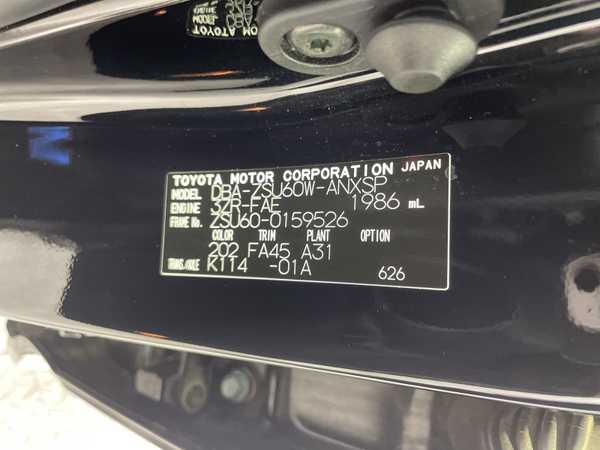 TOYOTA MOTOR CORPORATION JAPAN
MODEL DBA-ZSU60W-ANXSP
ENGINE 3ZR-FAE 1986 mL
FRAME No. ZSU60-0159526
COLOR TRIM PLANT OPTION
202 FA45 A31
TRANS./AXLE K114 -01A
626